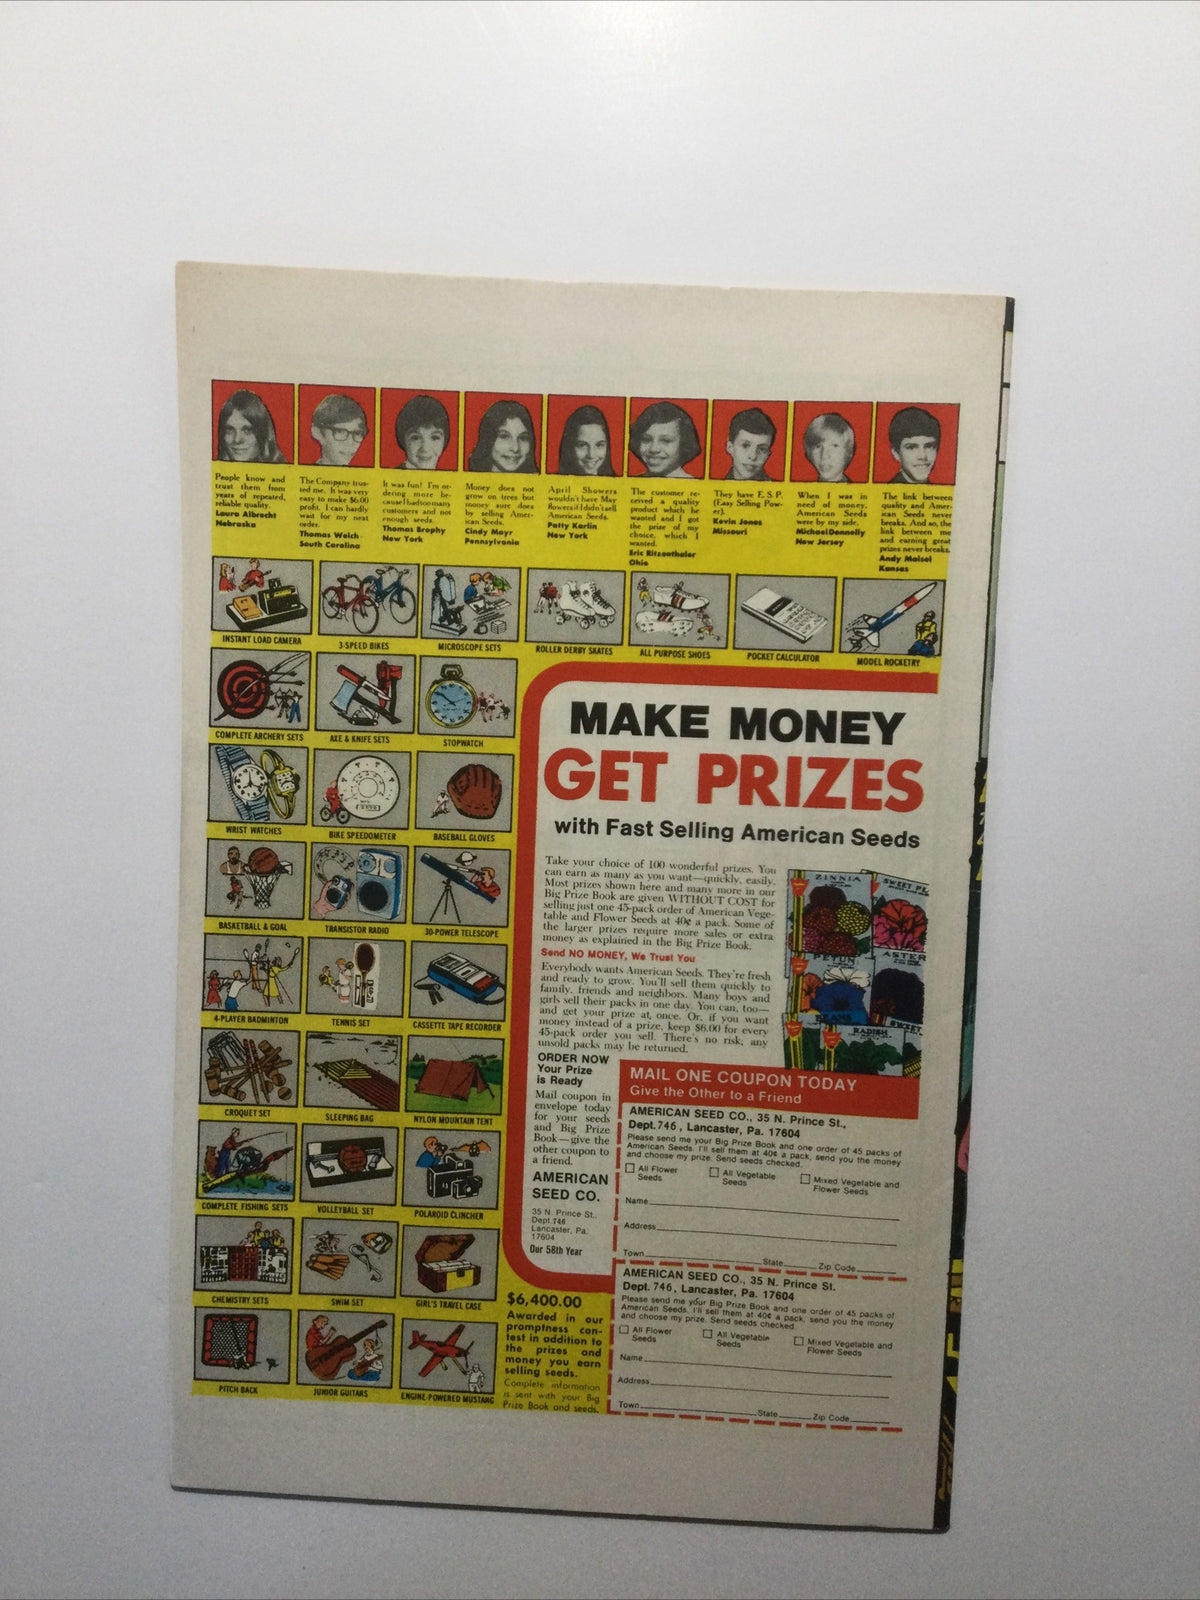 People know and
trust them from
years of repeated,
reliable quality.
Laura Albrecht
Nebraska
The Company trus-
ted me. It was very
easy to make $6.00
profit. I can hardly
wait for my next
order.
Thomas Welch
South Carolina
It was fun! I'm or-
dering more be-
cause I had too many
customers and not
enough seeds.
Thomas Brophy
New York
Money does not
grow on trees but
money sure does
by selling Amer-
ican Seeds.
Cindy Mayr
Pennsylvania
April Showers
wouldn't have May
flowers if I didn't sell
American Seeds.
Patty Karlin
New York
The customer re-
ceived a quality
product which he
wanted and I got
the prize of my
choice, which I
wanted.
Eric Ritzenthaler
Ohio
They have E.S.P.
(Easy Selling Pow-
er).
Kevin Jones
Missouri
When I was in
need of money,
American Seeds
were by my side.
Michael Donnelly
New Jersey
The link between
quality and Amer-
ican Seeds never
breaks. And so, the
link between me
and earning great
prizes never breaks.
Andy Maisel
Kansas
INSTANT LOAD CAMERA
3-SPEED BIKES
MICROSCOPE SETS
ROLLER DERBY SKATES
ALL PURPOSE SHOES
POCKET CALCULATOR
MODEL ROCKETRY
COMPLETE ARCHERY SETS
AXE & KNIFE SETS
STOPWATCH
WRIST WATCHES
BIKE SPEEDOMETER
BASEBALL GLOVES
BASKETBALL & GOAL
TRANSISTOR RADIO
30-POWER TELESCOPE
4-PLAYER BADMINTON
TENNIS SET
CASSETTE TAPE RECORDER
CROQUET SET
SLEEPING BAG
NYLON MOUNTAIN TENT
COMPLETE FISHING SETS
VOLLEYBALL SET
POLAROID CLINCHER
CHEMISTRY SETS
SWIM SET
GIRL'S TRAVEL CASE
PITCH BACK
JUNIOR GUITARS
ENGINE-POWERED MUSTANG
MAKE MONEY
GET PRIZES
with Fast Selling American Seeds
Take your choice of 100 wonderful prizes. You
can earn as many as you want—quickly, easily.
Most prizes shown here and many more in our
Big Prize Book are given WITHOUT COST for
selling just one 45-pack order of American Vege-
table and Flower Seeds at 40¢ a pack. Some of
the larger prizes require more sales or extra
money as explained in the Big Prize Book.
Send NO MONEY, We Trust You
Everybody wants American Seeds. They're fresh
and ready to grow. You'll sell them quickly to
family, friends and neighbors. Many boys and
girls sell their packs in one day. You can, too—
and get your prize at once. Or, if you want
money instead of a prize, keep $6.00 for every
45-pack order you sell. There's no risk, any
unsold packs may be returned.
ZINNIA
SWEET PE
PETUN
ASTER
BEANS
RADISH
SWEET
ORDER NOW
Your Prize
is Ready
Mail coupon in
envelope today
for your seeds
and Big Prize
Book—give the
other coupon to
a friend.
AMERICAN
SEED CO.
35 N. Prince St.,
Dept. 746
Lancaster, Pa.
17604
Our 58th Year
MAIL ONE COUPON TODAY
Give the Other to a Friend
AMERICAN SEED CO., 35 N. Prince St.,
Dept. 746, Lancaster, Pa. 17604
Please send me your Big Prize Book and one order of 45 packs of
American Seeds. I'll sell them at 40¢ a pack, send you the money
and choose my prize. Send seeds checked.
All Flower
Seeds
All Vegetable
Seeds
Mixed Vegetable and
Flower Seeds
Name
Address
Town State Zip Code
AMERICAN SEED CO., 35 N. Prince St.
Dept. 746, Lancaster, Pa. 17604
Please send me your Big Prize Book and one order of 45 packs of
American Seeds. I'll sell them at 40¢ a pack, send you the money
and choose my prize. Send seeds checked.
All Flower
Seeds
All Vegetable
Seeds
Mixed Vegetable and
Flower Seeds
Name
Address
Town State Zip Code
$6,400.00
Awarded in our
promptness con-
test in addition to
the prizes and
money you earn
selling seeds.
Complete information
is sent with your Big
Prize Book and seeds.